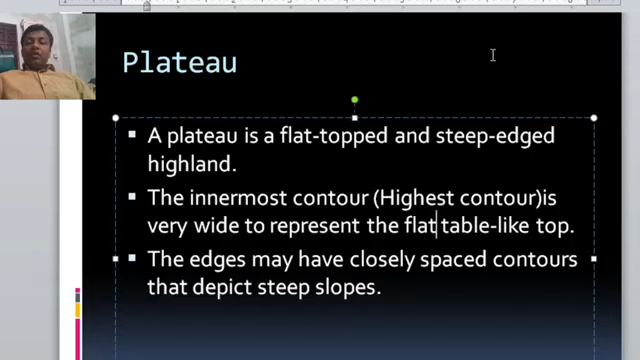 Plateau
A plateau is a flat-topped and steep-edged
highland.
The innermost contour (Highest contour)is
very wide to represent the flat table-like top.
The edges may have closely spaced contours
that depict steep slopes.